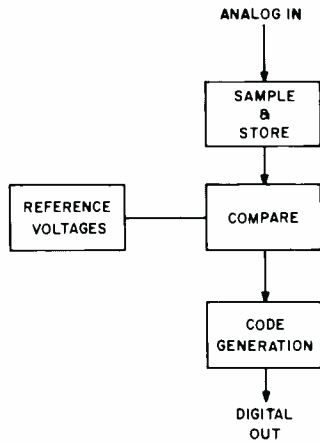 ANALOG IN
SAMPLE
&
STORE
REFERENCE
VOLTAGES
COMPARE
CODE
GENERATION
DIGITAL
OUT